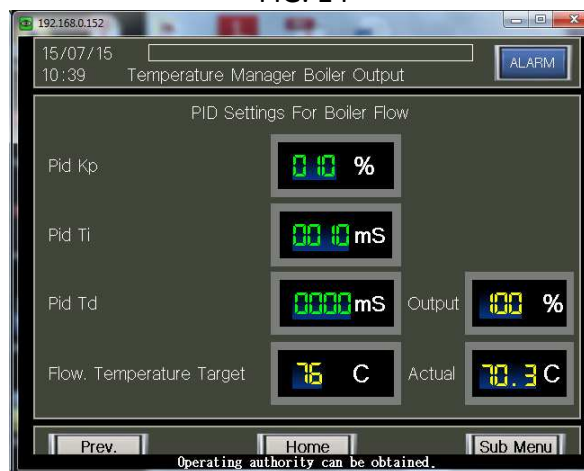 192.168.0.152
15/07/15
10:39 Temperature Manager Boiler Output
ALARM
PID Settings For Boiler Flow
Pid Kp 010 %
Pid Ti 0010 mS
Pid Td 0000 mS Output 100 %
Flow. Temperature Target 76 C Actual 70.3 C
Prev. Home Sub Menu
Operating authority can be obtained.